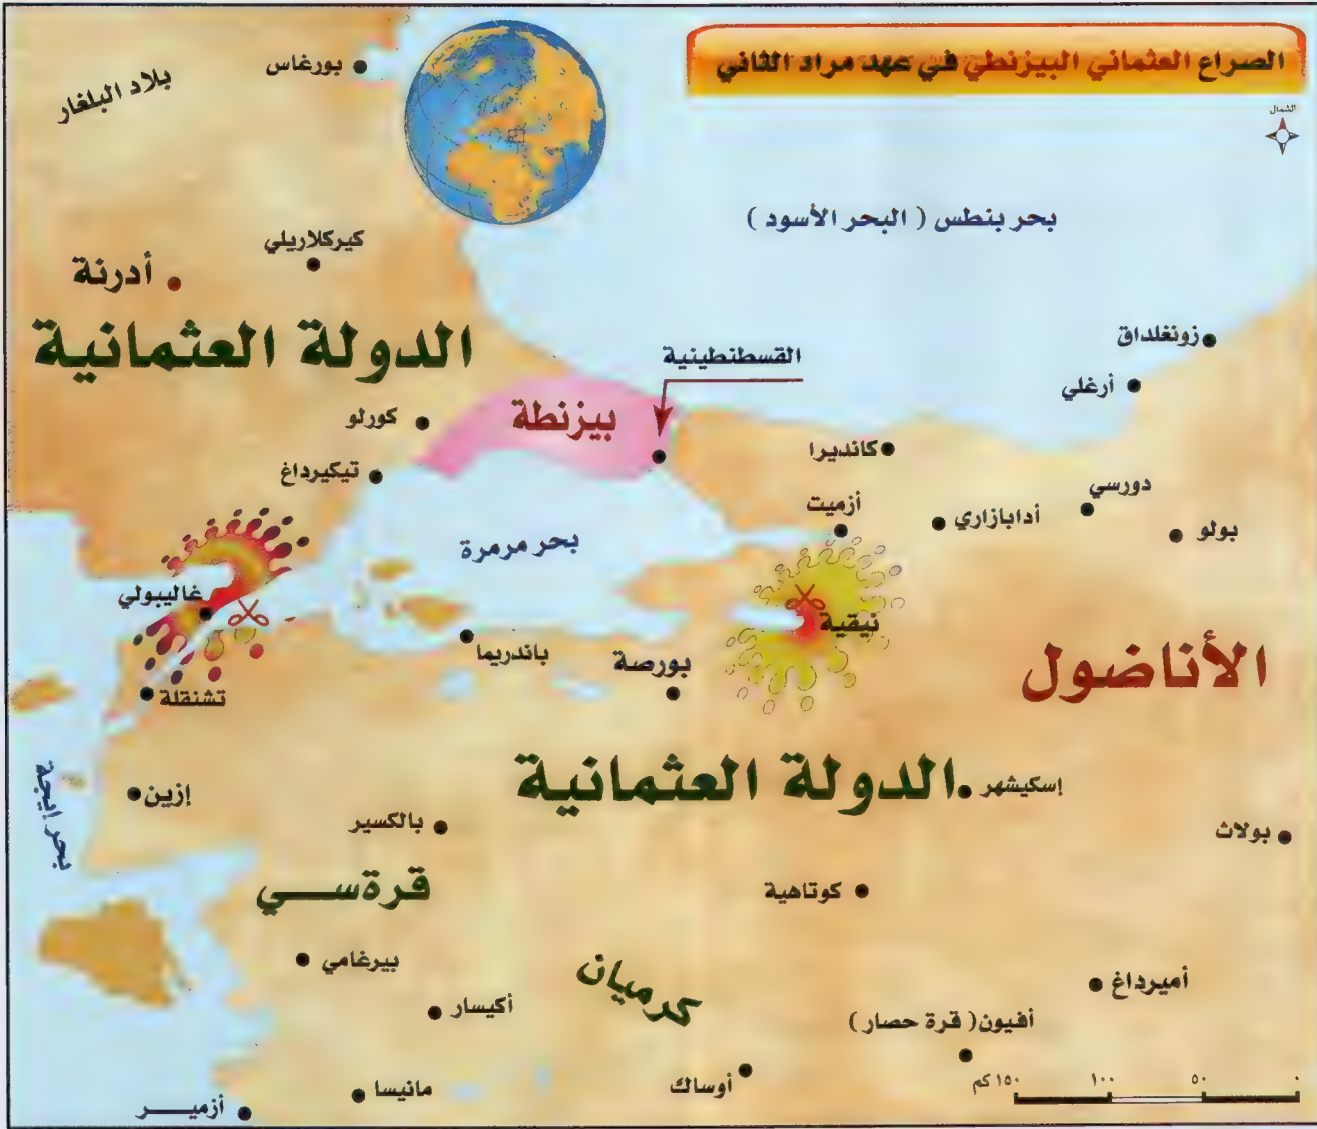 الصراع العثماني البيزنطي في عهد مراد الثاني
الشمال
بورغاس
بلاد البلغار
بحر بنطس ( البحر الأسود )
كيركلاريلي
أدرنة
الدولة العثمانية
زونغلداق
القسطنطينية
أرغلي
بيزنطة
كورلو
كانديرا
تيكيرداغ
دورسي
أزميت
أدابازاري
بولو
بحر مرمرة
غاليبولي
نيقية
باندريما
بورصة
الأناضول
تشنقلة
الدولة العثمانية
إسكيشهر
إزين
بحر إيجة
بالكسير
بولاث
قرةســي
كوتاهية
بيرغامي
كرميان
أميرداغ
أكيسار
أفيون( قرة حصار )
أوساك
مانيسا
أزميــر
١٥٠ كم
١٠٠
٥٠
٠